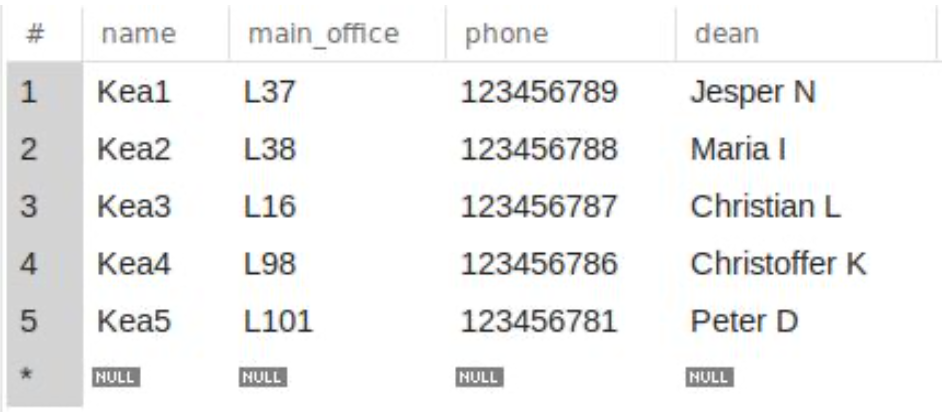 # name main_office phone dean
1 Kea1 L37 123456789 Jesper N
2 Kea2 L38 123456788 Maria I
3 Kea3 L16 123456787 Christian L
4 Kea4 L98 123456786 Christoffer K
5 Kea5 L101 123456781 Peter D
* NULL NULL NULL NULL